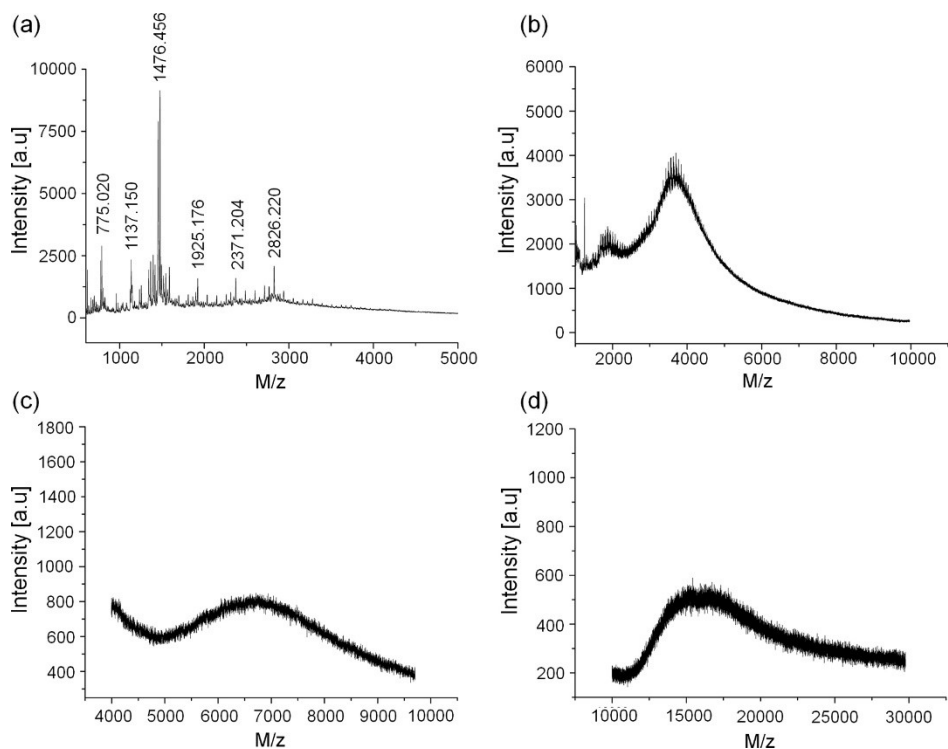 (a)
1476.456
775.020
1137.150
1925.176
2371.204
2826.220
10000
7500
5000
2500
0
Intensity [a.u]
1000 2000 3000 4000 5000
M/z
(b)
6000
5000
4000
3000
2000
1000
0
Intensity [a.u]
2000 4000 6000 8000 10000
M/z
(c)
1800
1600
1400
1200
1000
800
600
400
Intensity [a.u]
4000 5000 6000 7000 8000 9000 10000
M/z
(d)
1200
1000
800
600
400
200
Intensity [a.u]
10000 15000 20000 25000 30000
M/z